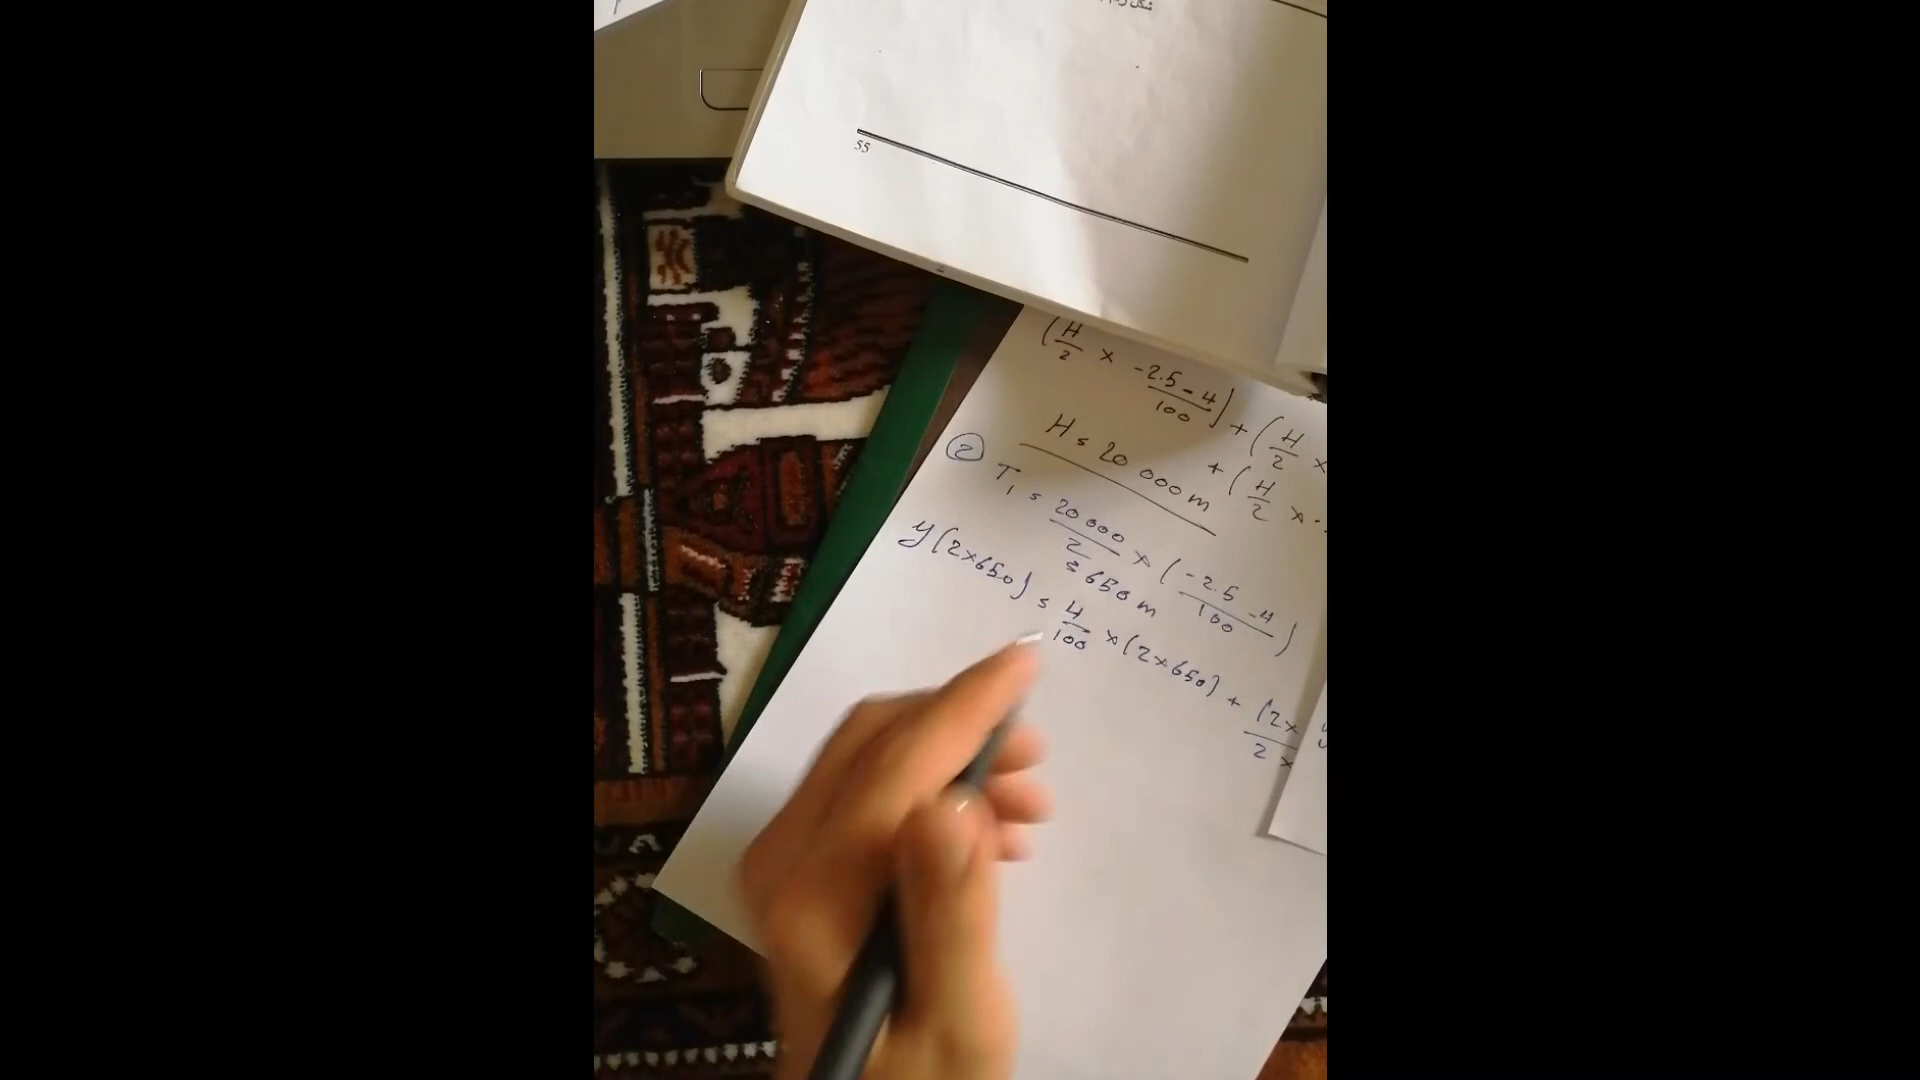 شكل
55
(H/2 × -2.5-4/100) + (H/2 ×
+ (H/2 ×
H = 20 000 m
②
T1 = 20 000/2 × (-2.5-4/100)
= 650 m
y(2×650) = 4/100 × (2×650) + (2×
2 ×